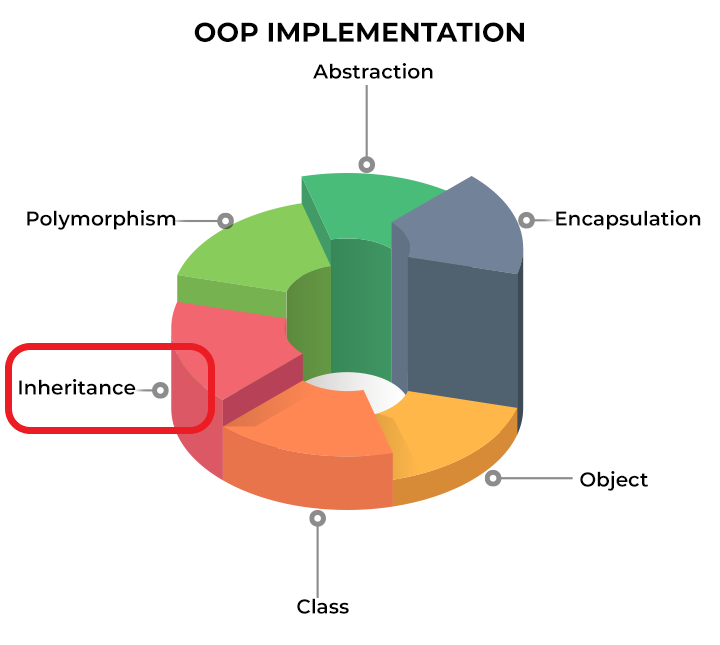 OOP IMPLEMENTATION
Abstraction
Polymorphism
Encapsulation
Inheritance
Object
Class